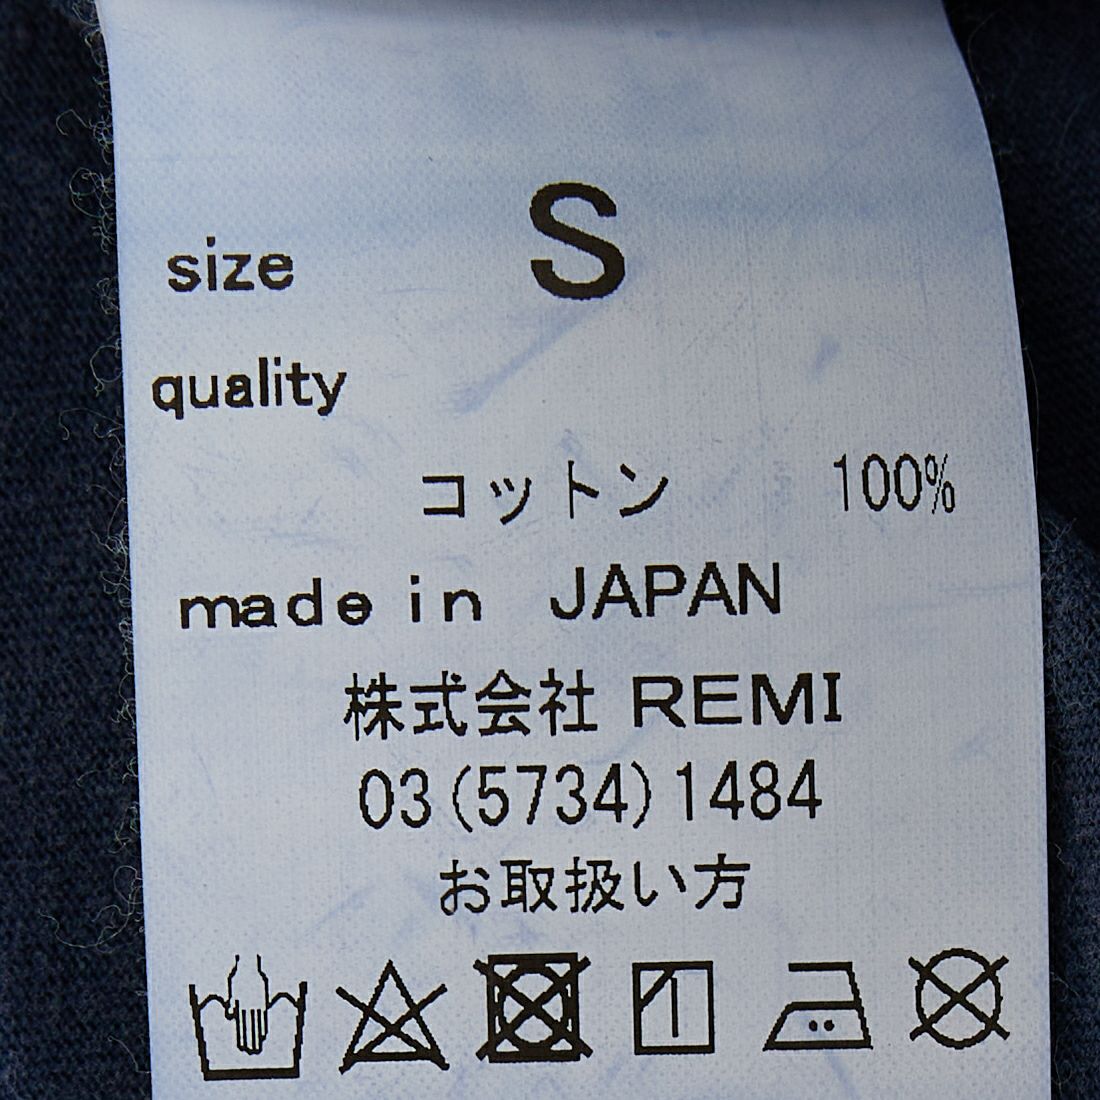 size S
quality
コットン 100%
made in JAPAN
株式会社 REMI
03(5734)1484
お取扱い方